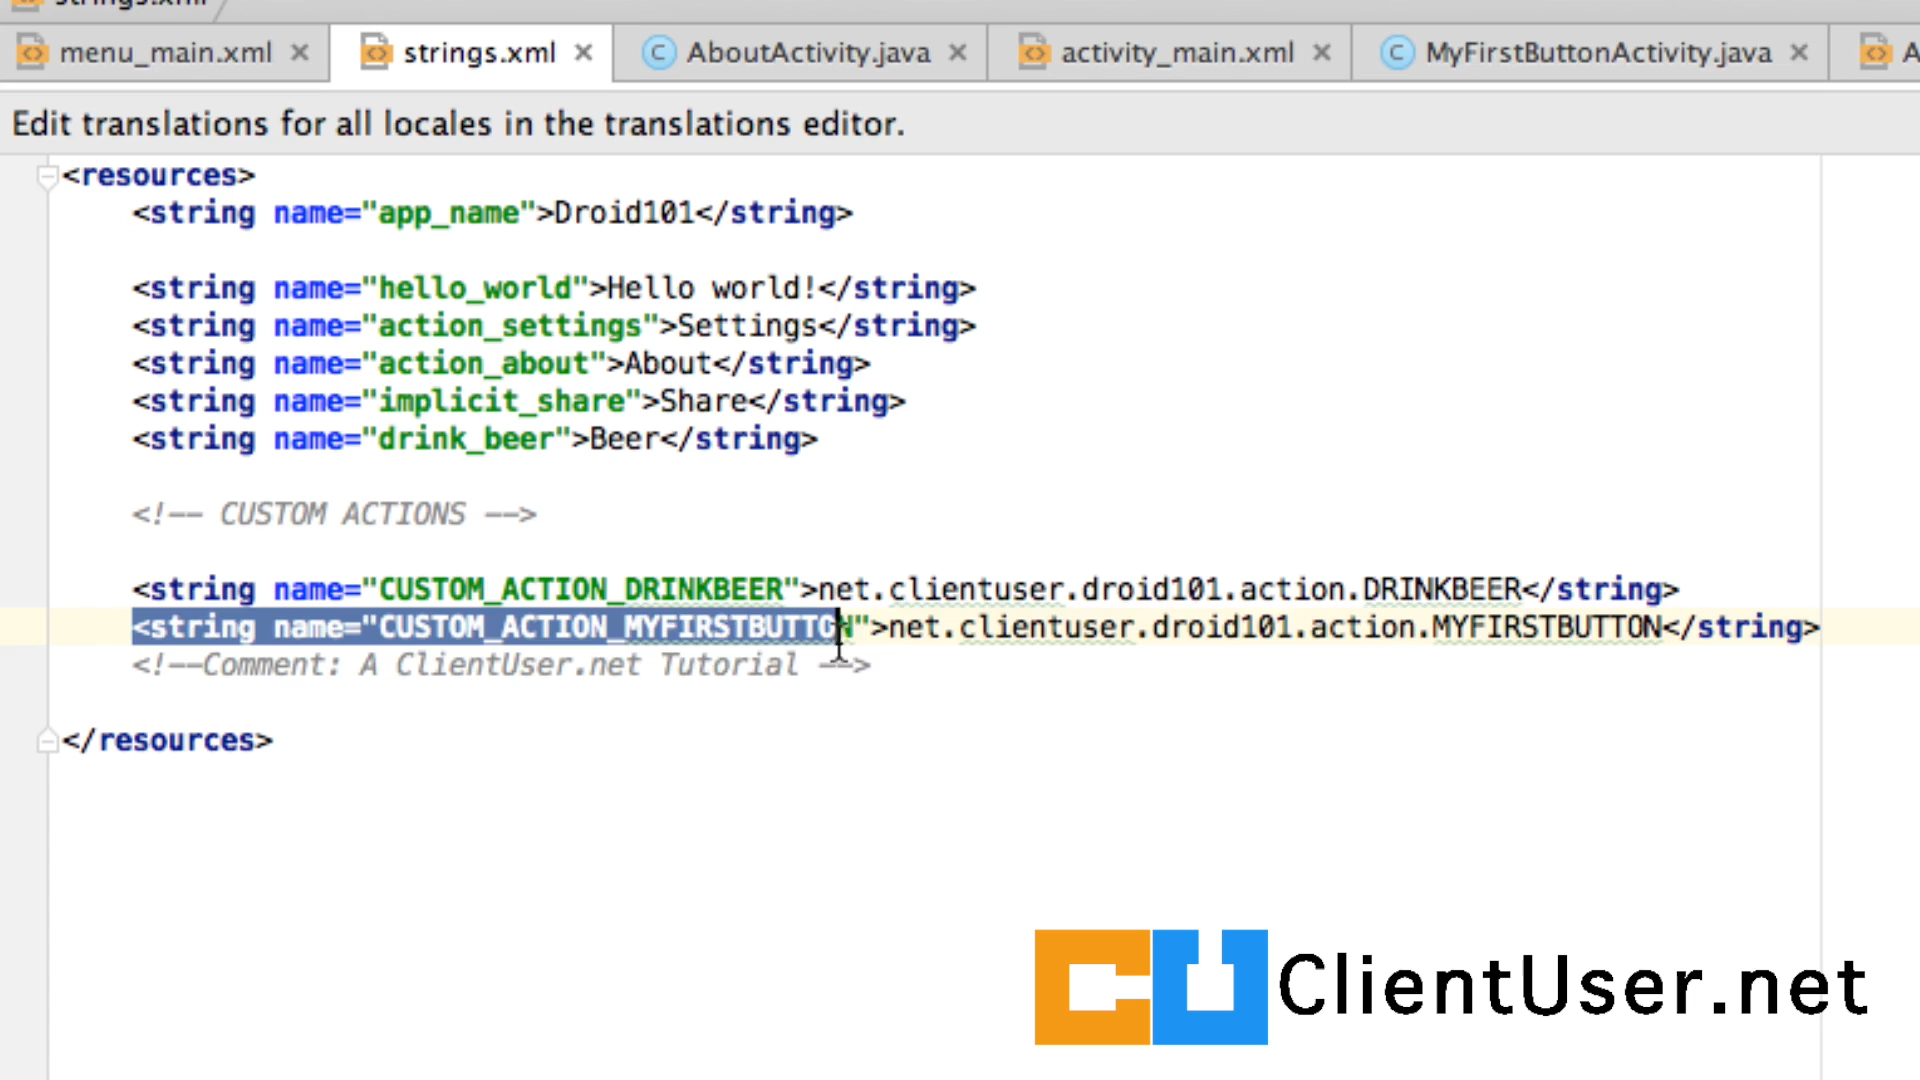 strings.xml
menu_main.xml strings.xml AboutActivity.java activity_main.xml MyFirstButtonActivity.java A
Edit translations for all locales in the translations editor.
<resources>
<string name="app_name">Droid101</string>
<string name="hello_world">Hello world!</string>
<string name="action_settings">Settings</string>
<string name="action_about">About</string>
<string name="implicit_share">Share</string>
<string name="drink_beer">Beer</string>
<!-- CUSTOM ACTIONS -->
<string name="CUSTOM_ACTION_DRINKBEER">net.clientuser.droid101.action.DRINKBEER</string>
<string name="CUSTOM_ACTION_MYFIRSTBUTTON">net.clientuser.droid101.action.MYFIRSTBUTTON</string>
<!--Comment: A ClientUser.net Tutorial -->
</resources>
CU ClientUser.net